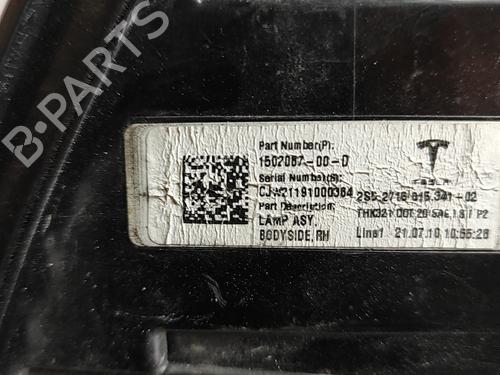 Part Number(P):
1502087-00-D
Serial Number(S):
CJW21191000364
Part Description:
LAMP ASY,
BODYSIDE, RH
TESLA
Line1 21.07.10 10:55:26
B-PARTS